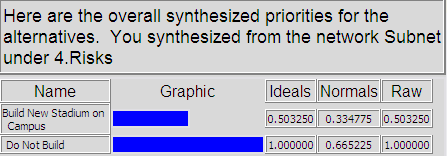 Here are the overall synthesized priorities for the
alternatives. You synthesized from the network Subnet
under 4.Risks
Name Graphic Ideals Normals Raw
Build New Stadium on
Campus
0.503250 0.334775 0.503250
Do Not Build 1.000000 0.665225 1.000000